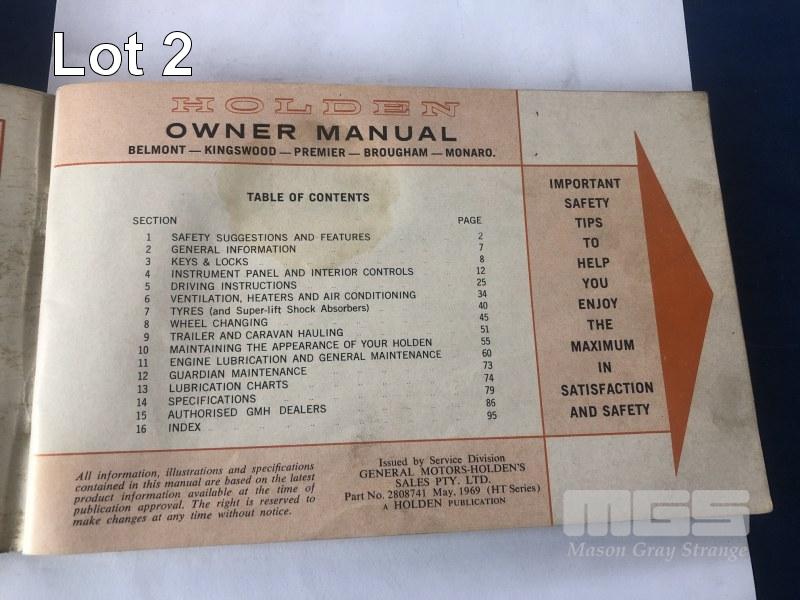 Lot 2
HOLDEN
OWNER MANUAL
BELMONT — KINGSWOOD — PREMIER — BROUGHAM — MONARO.
TABLE OF CONTENTS
SECTION PAGE
1 SAFETY SUGGESTIONS AND FEATURES 2
2 GENERAL INFORMATION 7
3 KEYS & LOCKS 8
4 INSTRUMENT PANEL AND INTERIOR CONTROLS 12
5 DRIVING INSTRUCTIONS 25
6 VENTILATION, HEATERS AND AIR CONDITIONING 34
7 TYRES (and Super-lift Shock Absorbers) 40
8 WHEEL CHANGING 45
9 TRAILER AND CARAVAN HAULING 51
10 MAINTAINING THE APPEARANCE OF YOUR HOLDEN 55
11 ENGINE LUBRICATION AND GENERAL MAINTENANCE 60
12 GUARDIAN MAINTENANCE 73
13 LUBRICATION CHARTS 74
14 SPECIFICATIONS 79
15 AUTHORISED GMH DEALERS 86
16 INDEX 95
IMPORTANT
SAFETY
TIPS
TO
HELP
YOU
ENJOY
THE
MAXIMUM
IN
SATISFACTION
AND SAFETY
All information, illustrations and specifications
contained in this manual are based on the latest
product information available at the time of
publication approval. The right is reserved to
make changes at any time without notice.
Issued by Service Division
GENERAL MOTORS-HOLDEN'S
SALES PTY. LTD.
Part No. 2808741 May, 1969 (HT Series)
A HOLDEN PUBLICATION
MGS
Mason Gray Strange